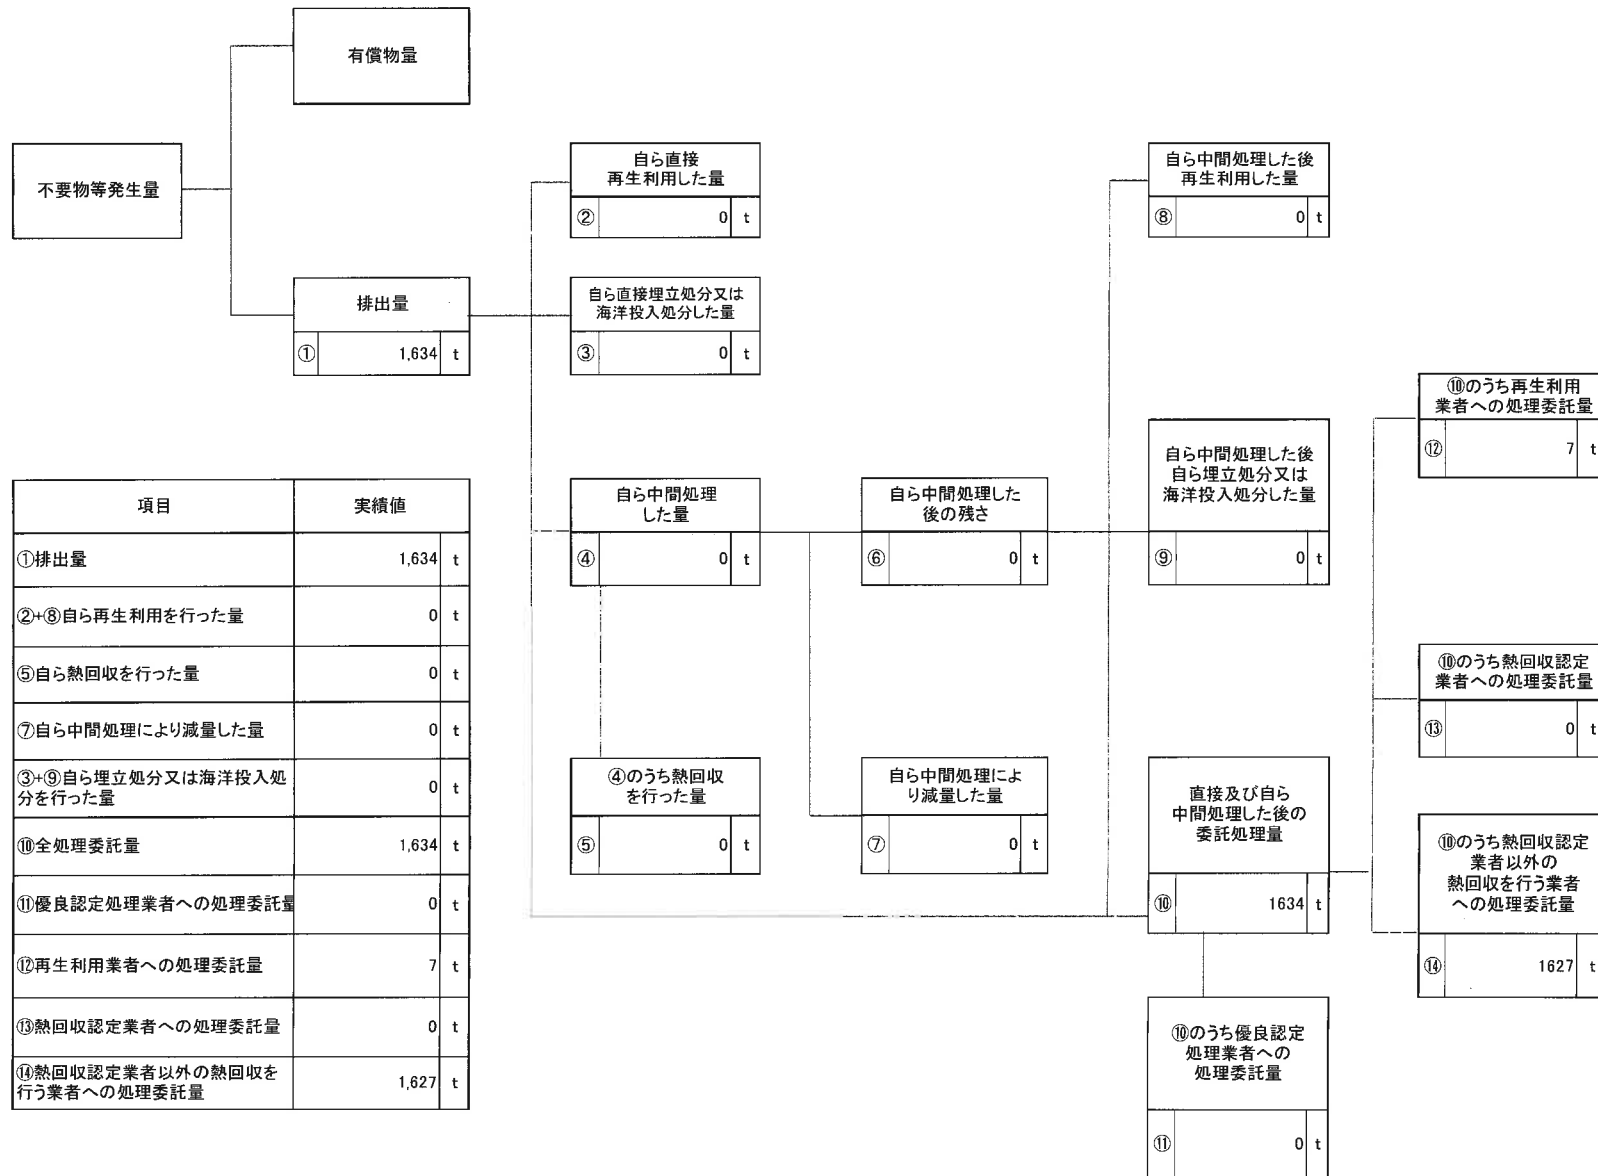 有償物量
不要物等発生量
排出量
① 1,634 t
自ら直接
再生利用した量
② 0 t
自ら直接埋立処分又は
海洋投入処分した量
③ 0 t
自ら中間処理
した量
④ 0 t
④のうち熱回収
を行った量
⑤ 0 t
自ら中間処理した
後の残さ
⑥ 0 t
自ら中間処理によ
り減量した量
⑦ 0 t
自ら中間処理した後
再生利用した量
⑧ 0 t
自ら中間処理した後
自ら埋立処分又は
海洋投入処分した量
⑨ 0 t
直接及び自ら
中間処理した後の
委託処理量
⑩ 1634 t
⑩のうち優良認定
処理業者への
処理委託量
⑪ 0 t
⑩のうち再生利用
業者への処理委託量
⑫ 7 t
⑩のうち熱回収認定
業者への処理委託量
⑬ 0 t
⑩のうち熱回収認定
業者以外の
熱回収を行う業者
への処理委託量
⑭ 1627 t
項目 実績値
①排出量 1,634 t
②+⑧自ら再生利用を行った量 0 t
⑤自ら熱回収を行った量 0 t
⑦自ら中間処理により減量した量 0 t
③+⑨自ら埋立処分又は海洋投入処
分を行った量 0 t
⑩全処理委託量 1,634 t
⑪優良認定処理業者への処理委託量 0 t
⑫再生利用業者への処理委託量 7 t
⑬熱回収認定業者への処理委託量 0 t
⑭熱回収認定業者以外の熱回収を
行う業者への処理委託量 1,627 t